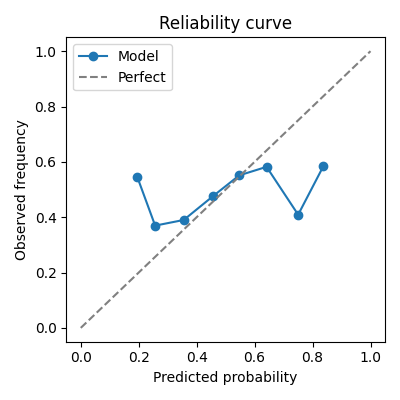 Reliability curve
Model
Perfect
Observed frequency
1.0
0.8
0.6
0.4
0.2
0.0
0.0 0.2 0.4 0.6 0.8 1.0
Predicted probability